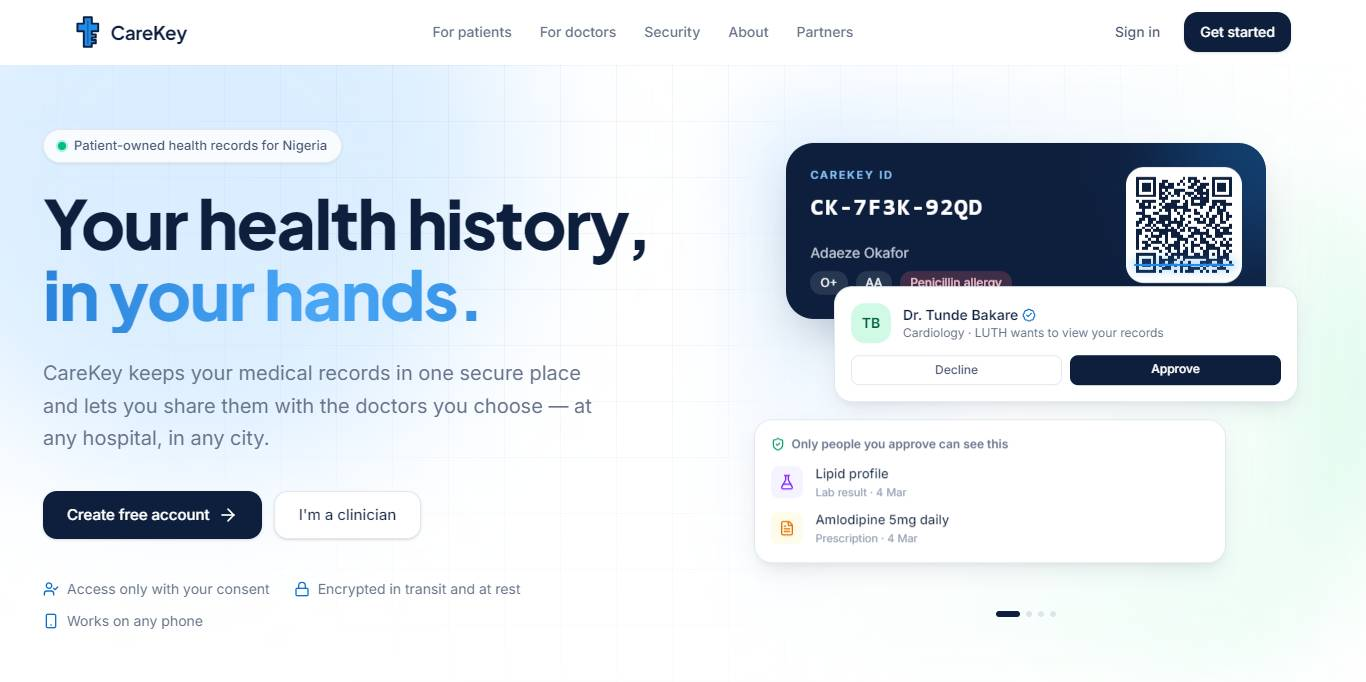 CareKey
For patients
For doctors
Security
About
Partners
Sign in
Get started
Patient-owned health records for Nigeria
Your health history,
in your hands.
CareKey keeps your medical records in one secure place
and lets you share them with the doctors you choose — at
any hospital, in any city.
Create free account
I'm a clinician
Access only with your consent
Encrypted in transit and at rest
Works on any phone
CAREKEY ID
CK-7F3K-92QD
Adaeze Okafor
O+
AA
Penicillin allergy
TB
Dr. Tunde Bakare
Cardiology · LUTH wants to view your records
Decline
Approve
Only people you approve can see this
Lipid profile
Lab result · 4 Mar
Amlodipine 5mg daily
Prescription · 4 Mar